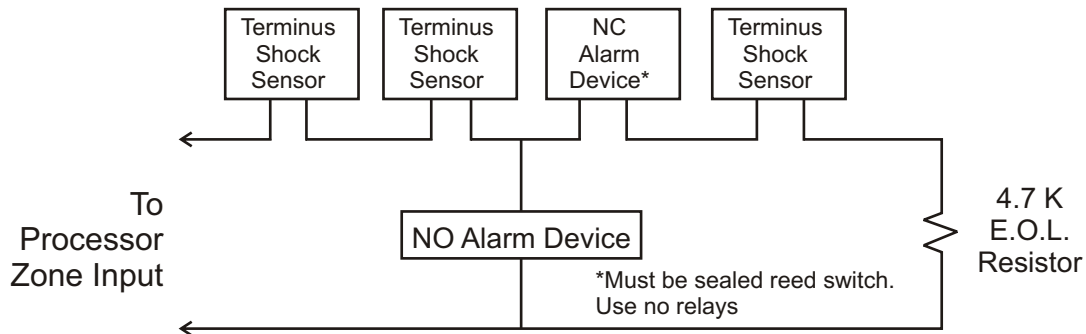 Terminus
Shock
Sensor
Terminus
Shock
Sensor
NC
Alarm
Device*
Terminus
Shock
Sensor
To
Processor
Zone Input
NO Alarm Device
*Must be sealed reed switch.
Use no relays
4.7 K
E.O.L.
Resistor